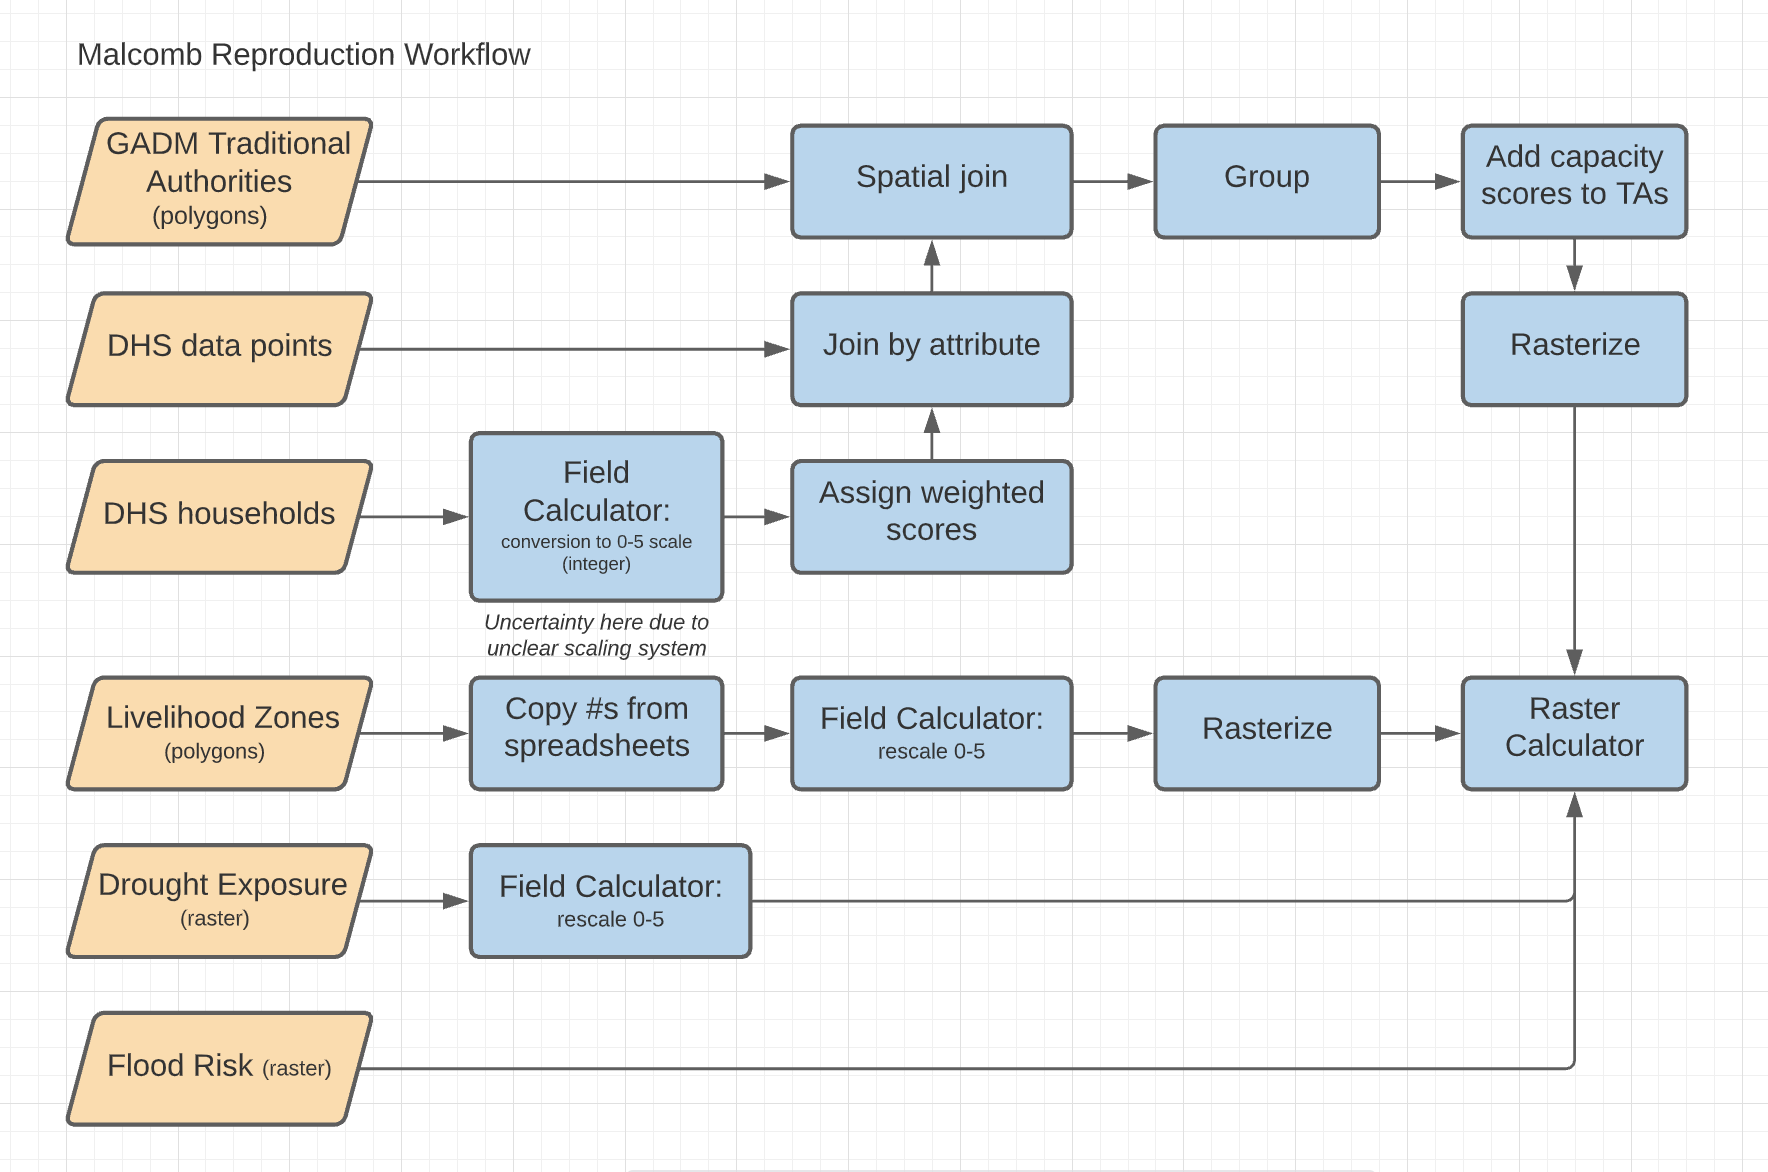 Malcomb Reproduction Workflow
GADM Traditional
Authorities
(polygons)
Spatial join
Group
Add capacity
scores to TAs
DHS data points
Join by attribute
Rasterize
DHS households
Field
Calculator:
conversion to 0-5 scale
(integer)
Assign weighted
scores
Uncertainty here due to
unclear scaling system
Livelihood Zones
(polygons)
Copy #s from
spreadsheets
Field Calculator:
rescale 0-5
Rasterize
Raster
Calculator
Drought Exposure
(raster)
Field Calculator:
rescale 0-5
Flood Risk (raster)